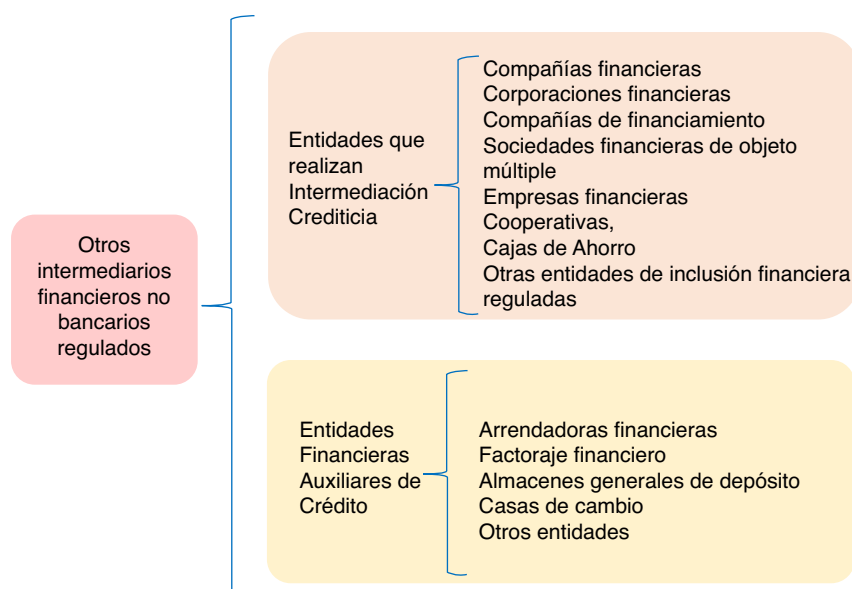 Otros
intermediarios
financieros no
bancarios
regulados
Entidades que
realizan
Intermediación
Crediticia
Compañías financieras
Corporaciones financieras
Compañías de financiamiento
Sociedades financieras de objeto
múltiple
Empresas financieras
Cooperativas,
Cajas de Ahorro
Otras entidades de inclusión financiera
reguladas
Entidades
Financieras
Auxiliares de
Crédito
Arrendadoras financieras
Factoraje financiero
Almacenes generales de depósito
Casas de cambio
Otros entidades